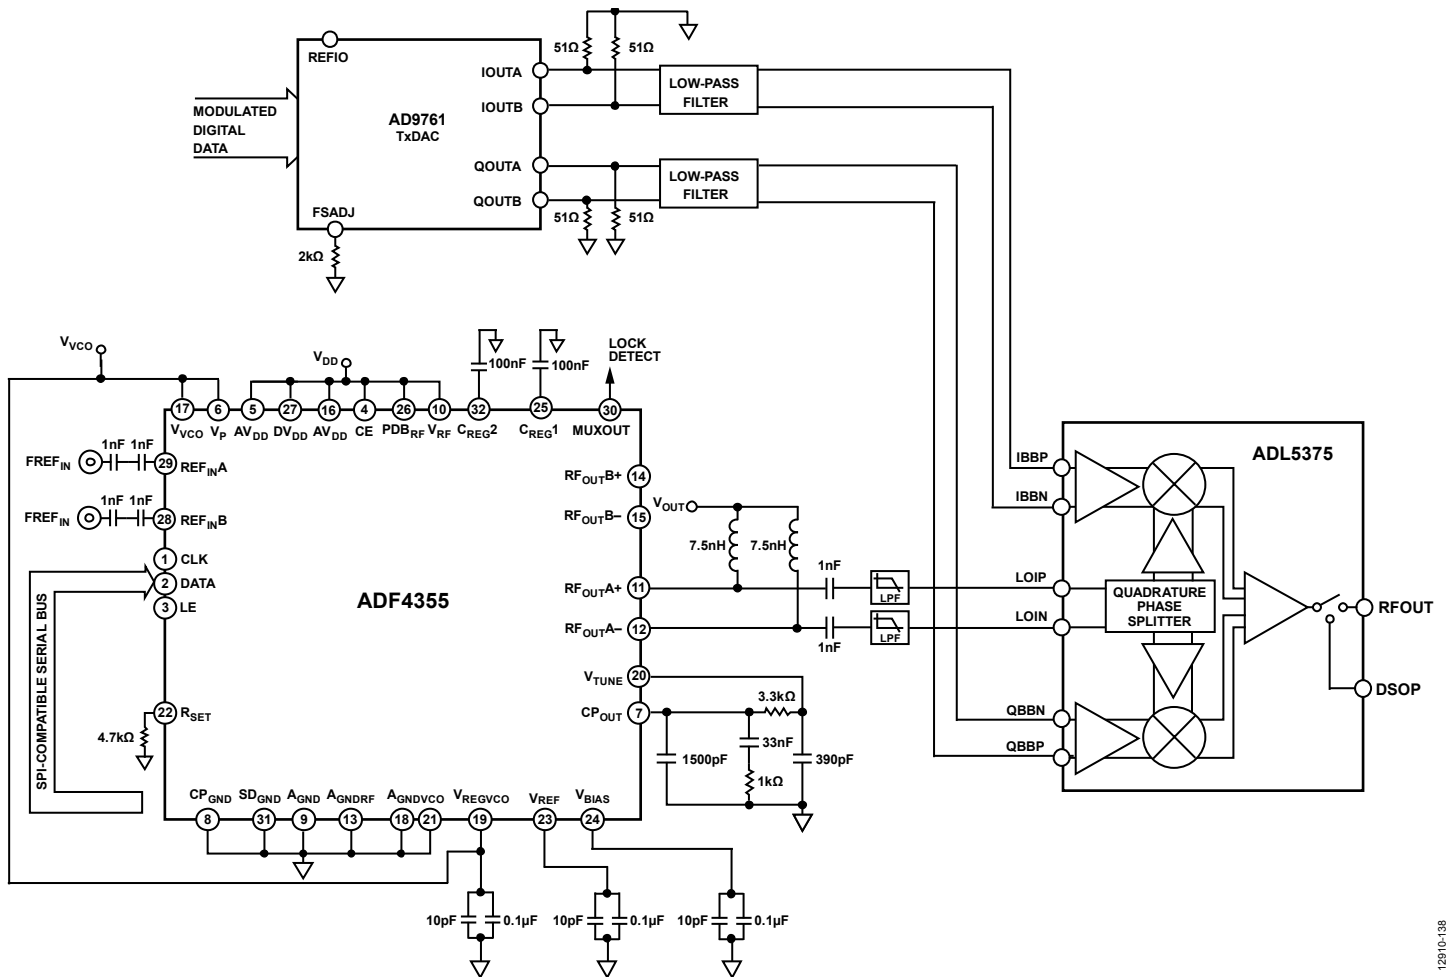 REFIO
MODULATED
DIGITAL
DATA
AD9761
TxDAC
IOUTA
IOUTB
QOUTA
QOUTB
FSADJ
2kΩ
51Ω
51Ω
LOW-PASS
FILTER
LOW-PASS
FILTER
51Ω
51Ω
VVCO
VDD
100nF
100nF
LOCK
DETECT
17
6
5
27
16
4
26
10
32
25
30
VVCO
VP
AVDD
DVDD
AVDD
CE
PDBRF
VRF
CREG2
CREG1
MUXOUT
1nF 1nF
FREFIN
29
REFINA
1nF 1nF
FREFIN
28
REFINB
1
CLK
2
DATA
3
LE
SPI-COMPATIBLE SERIAL BUS
22
RSET
4.7kΩ
ADF4355
RFOUTB+
14
RFOUTB−
15
RFOUTA+
11
RFOUTA−
12
VTUNE
20
CPOUT
7
VOUT
7.5nH
7.5nH
1nF
LPF
1nF
LPF
3.3kΩ
1500pF
33nF
1kΩ
390pF
CPGND
SDGND
AGND
AGNDRF
AGNDVCO
VREGVCO
VREF
VBIAS
8
31
9
13
18
21
19
23
24
10pF
0.1µF
10pF
0.1µF
10pF
0.1µF
ADL5375
IBBP
IBBN
LOIP
LOIN
QUADRATURE
PHASE
SPLITTER
QBBN
QBBP
RFOUT
DSOP
12910-138